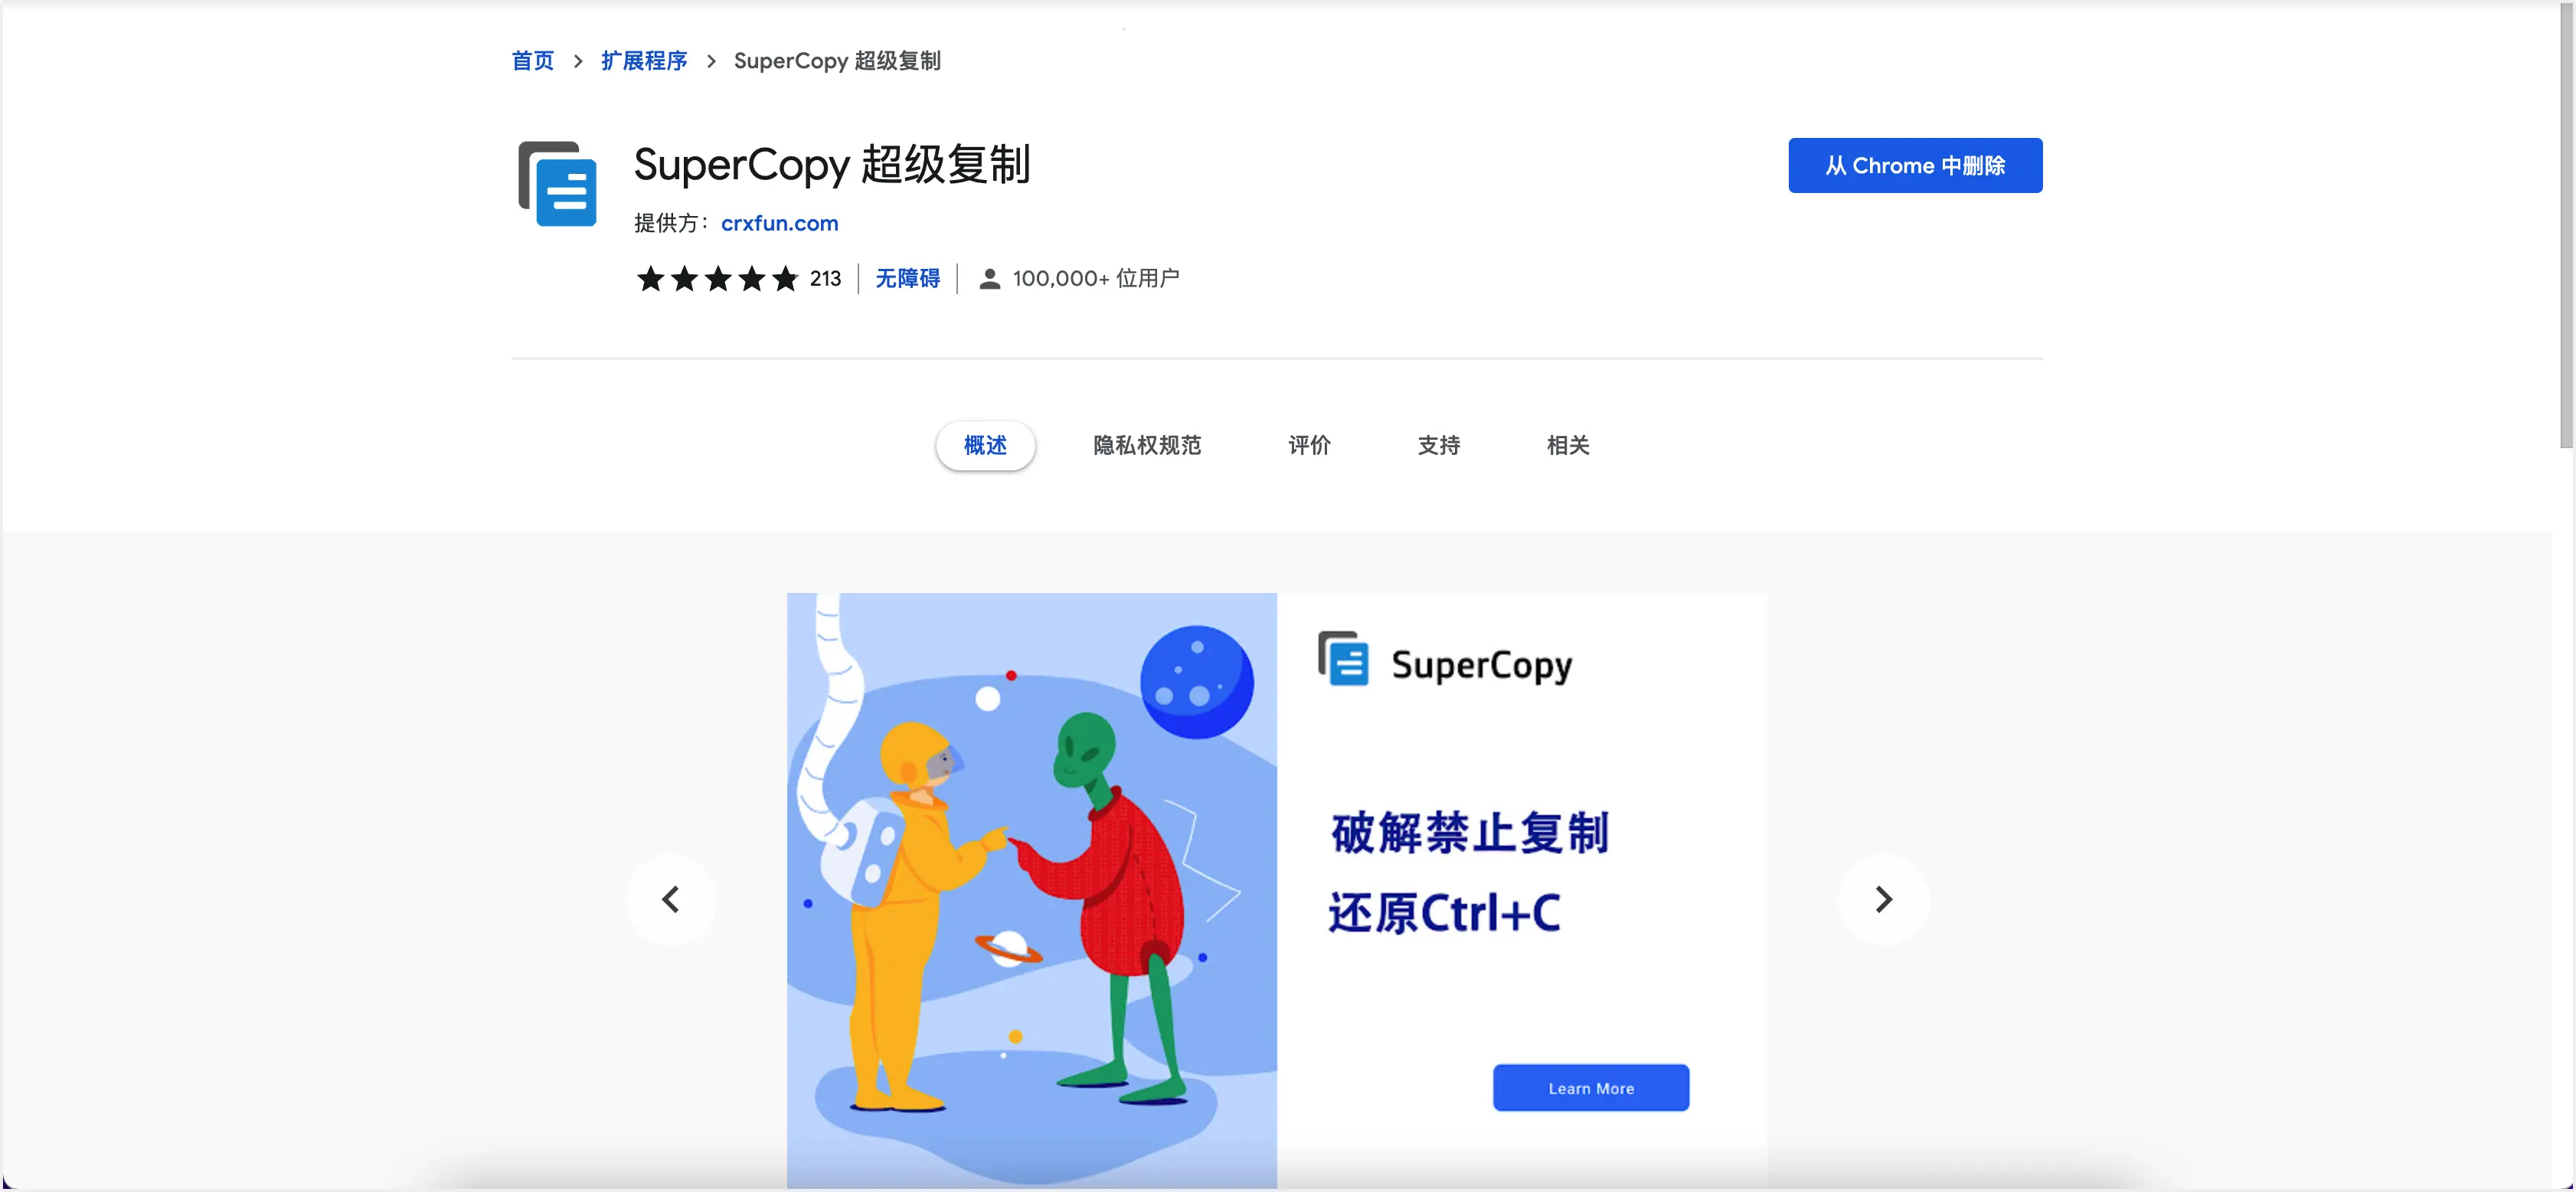 首页 > 扩展程序 > SuperCopy 超级复制
SuperCopy 超级复制
从 Chrome 中删除
提供方： crxfun.com
★★★★★ 213 | 无障碍 | 100,000+ 位用户
概述 隐私权规范 评价 支持 相关
SuperCopy
破解禁止复制
还原Ctrl+C
Learn More